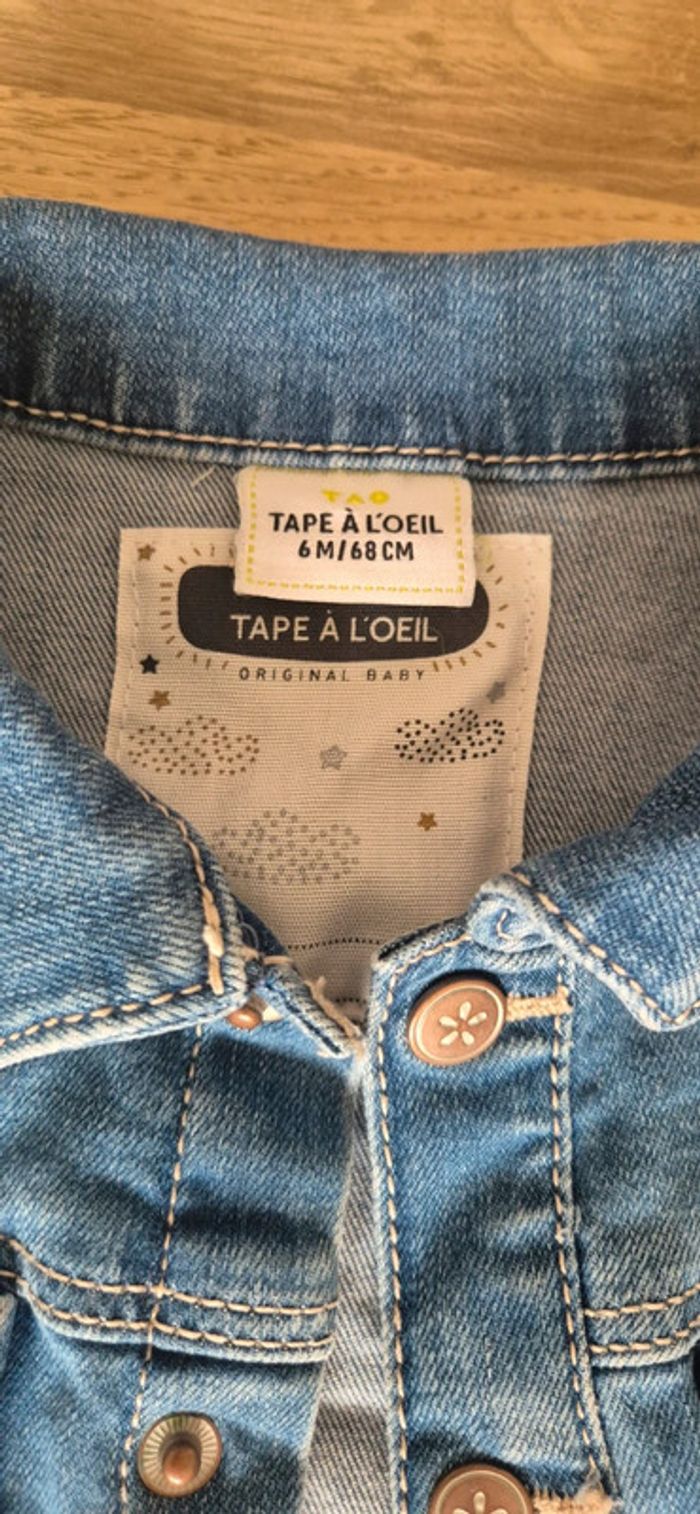 TAO
TAPE À L'OEIL
6M/68CM
TAPE À L'OEIL
ORIGINAL BABY